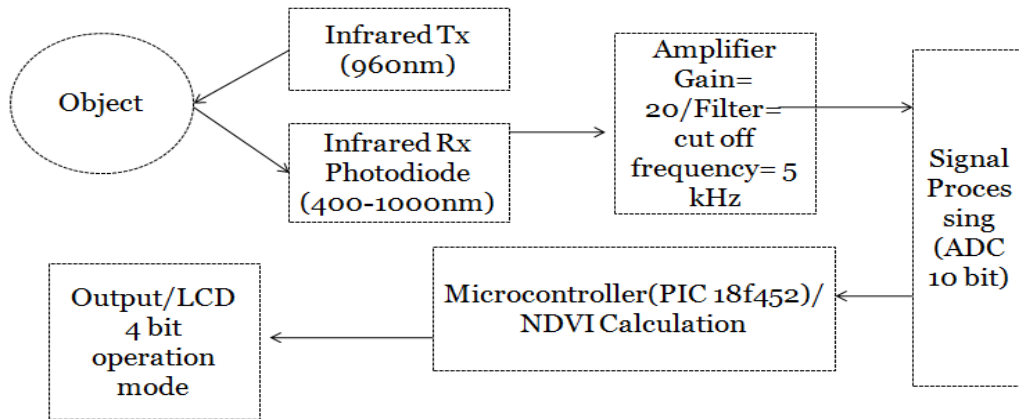 Object
Infrared Tx
(960nm)
Infrared Rx
Photodiode
(400-1000nm)
Amplifier
Gain=
20/Filter=
cut off
frequency= 5
kHz
Signal
Proces
sing
(ADC
10 bit)
Microcontroller(PIC 18f452)/
NDVI Calculation
Output/LCD
4 bit
operation
mode